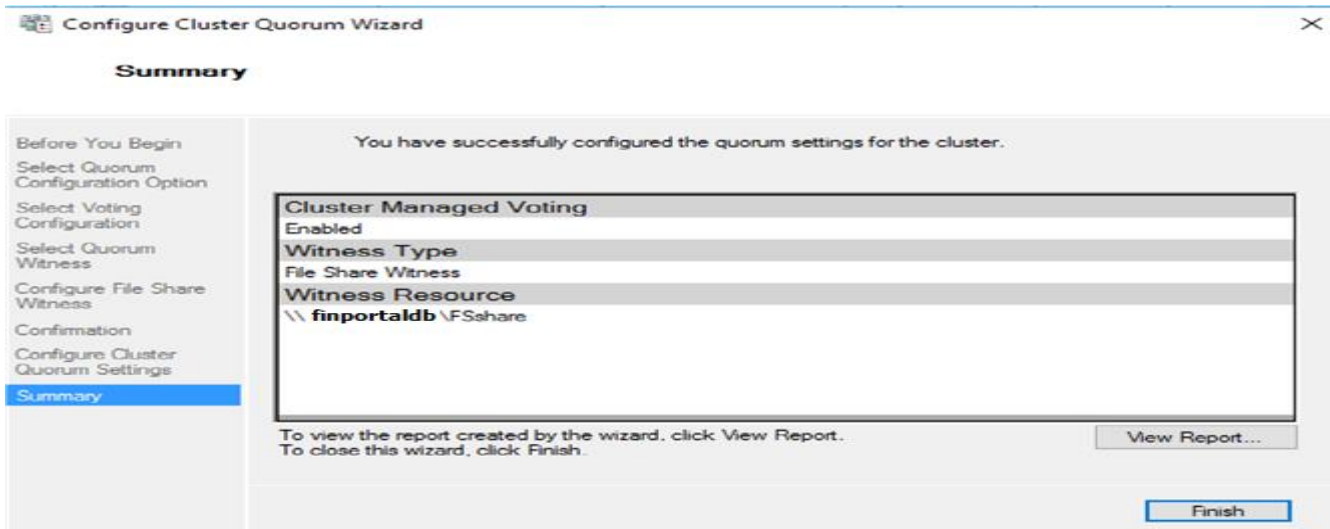 Configure Cluster Quorum Wizard
Summary
Before You Begin
Select Quorum
Configuration Option
Select Voting
Configuration
Select Quorum
Witness
Configure File Share
Witness
Confirmation
Configure Cluster
Quorum Settings
Summary
You have successfully configured the quorum settings for the cluster.
Cluster Managed Voting
Enabled
Witness Type
File Share Witness
Witness Resource
\\ finportaldb \FSshare
To view the report created by the wizard, click View Report.
To close this wizard, click Finish.
View Report...
Finish